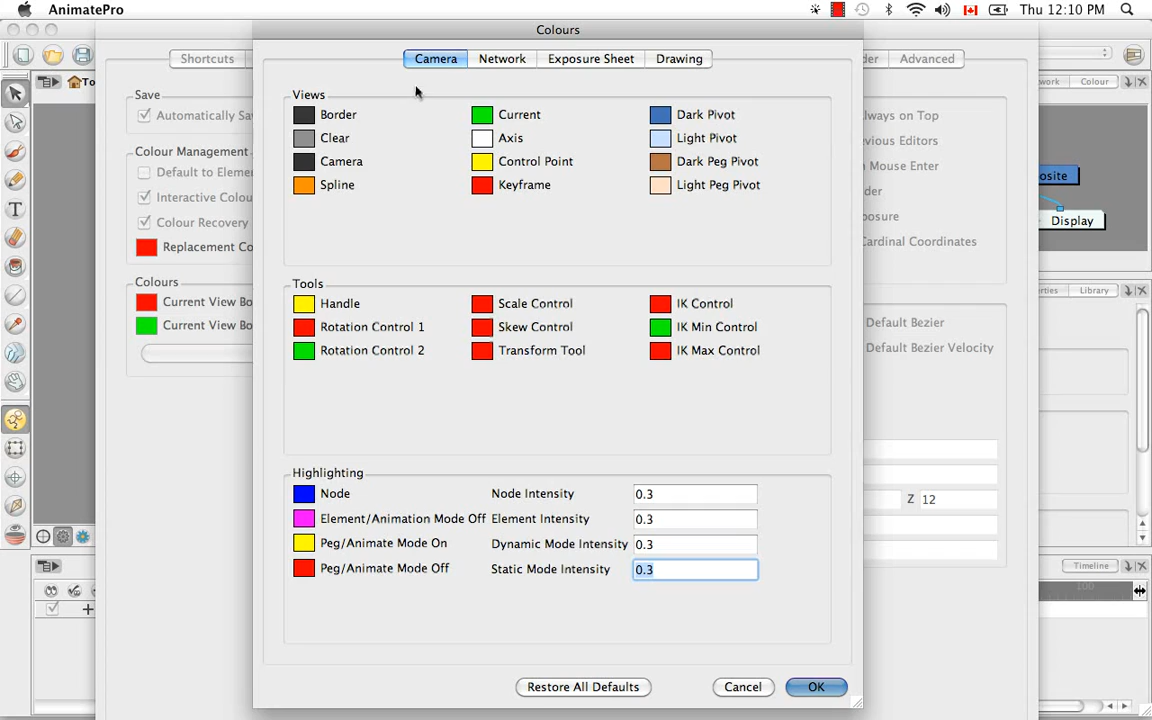 AnimatePro
Thu 12:10 PM
Colours
Shortcuts
Camera
Network
Exposure Sheet
Drawing
Advanced
work
Colour
Save
Automatically Sa
Colour Management
Default to Eleme
Interactive Colou
Colour Recovery
Replacement Co
Colours
Current View Bo
Current View Bo
Views
Border
Clear
Camera
Spline
Current
Axis
Control Point
Keyframe
Dark Pivot
Light Pivot
Dark Peg Pivot
Light Peg Pivot
Tools
Handle
Rotation Control 1
Rotation Control 2
Scale Control
Skew Control
Transform Tool
IK Control
IK Min Control
IK Max Control
Highlighting
Node
Node Intensity
0.3
Element/Animation Mode Off
Element Intensity
0.3
Peg/Animate Mode On
Dynamic Mode Intensity
0.3
Peg/Animate Mode Off
Static Mode Intensity
0.3
Restore All Defaults
Cancel
OK
lways on Top
evious Editors
n Mouse Enter
der
posure
Cardinal Coordinates
Default Bezier
Default Bezier Velocity
Z 12
osite
Display
erties
Library
Timeline
100